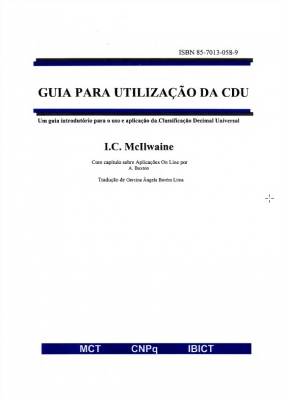 ISBN 85-7013-058-9
GUIA PARA UTILIZAÇÃO DA CDU
Um guia introdutório para o uso e aplicação da Classificação Decimal Universal
I.C. McIlwaine
Com capítulo sobre Aplicações On Line por
A. Buxton
Tradução de Gercina Ângela Borém Lima
MCT CNPq IBICT